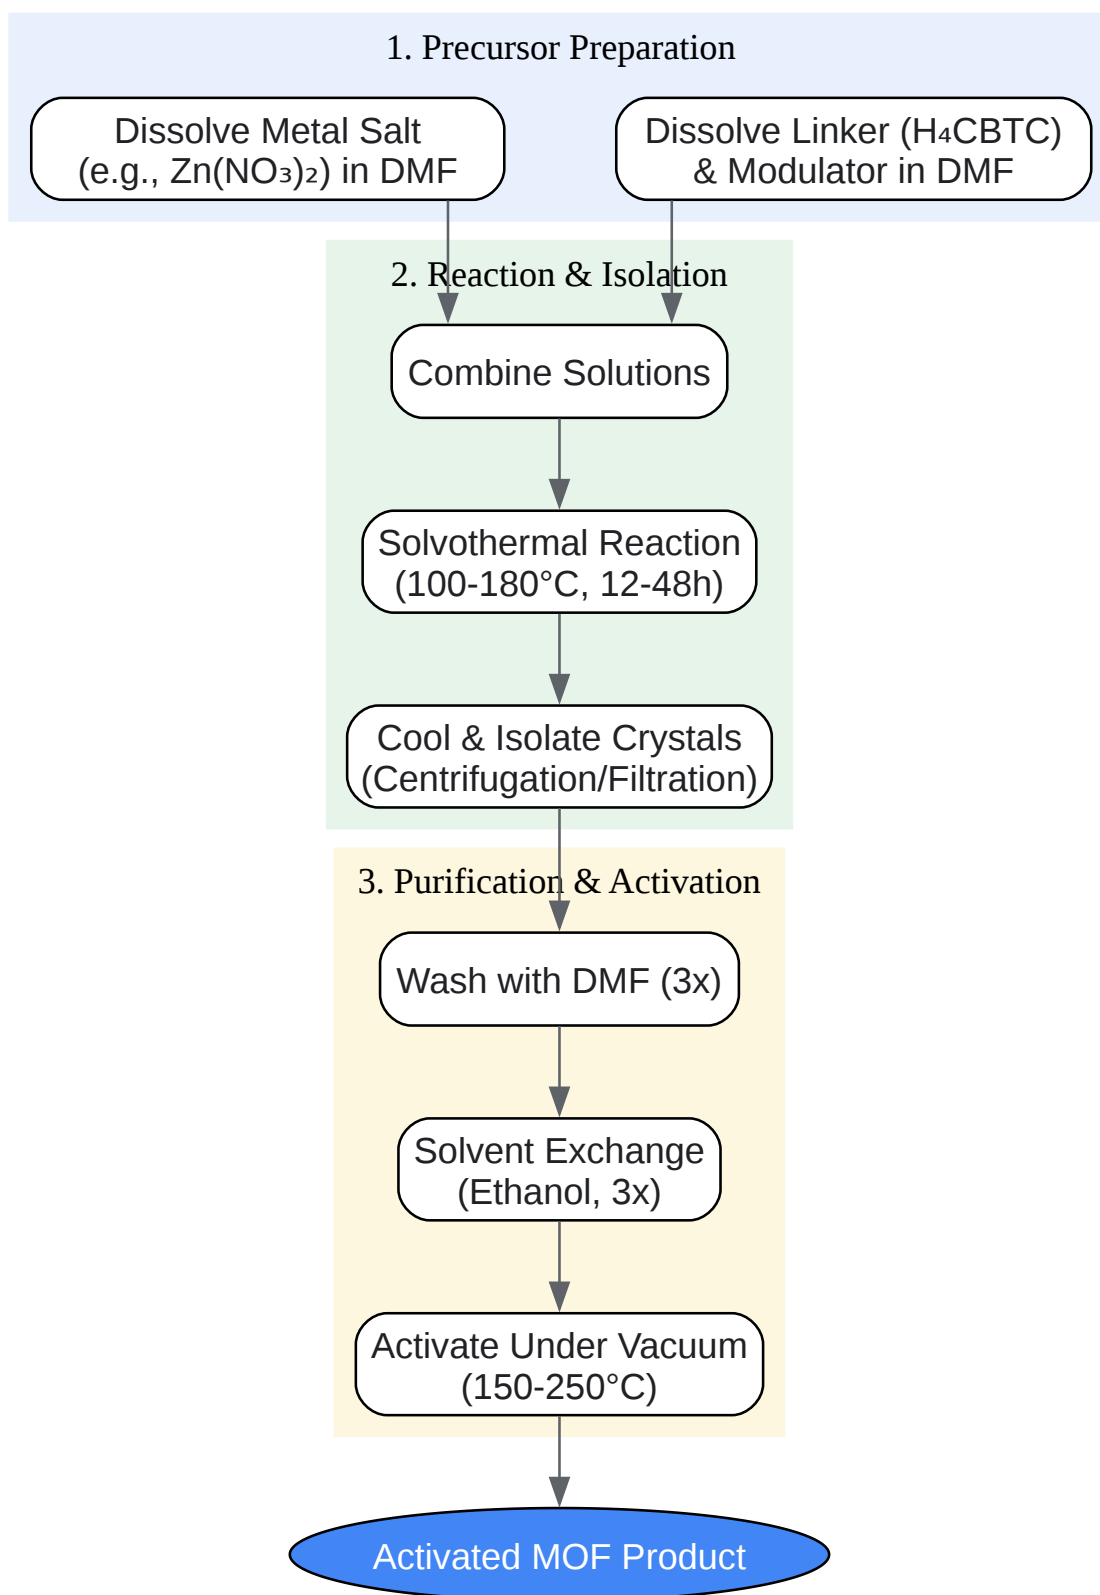 1. Precursor Preparation
Dissolve Metal Salt
(e.g., Zn(NO₃)₂) in DMF
Dissolve Linker (H₄CBTC)
& Modulator in DMF
2. Reaction & Isolation
Combine Solutions
Solvothermal Reaction
(100-180°C, 12-48h)
Cool & Isolate Crystals
(Centrifugation/Filtration)
3. Purification & Activation
Wash with DMF (3x)
Solvent Exchange
(Ethanol, 3x)
Activate Under Vacuum
(150-250°C)
Activated MOF Product